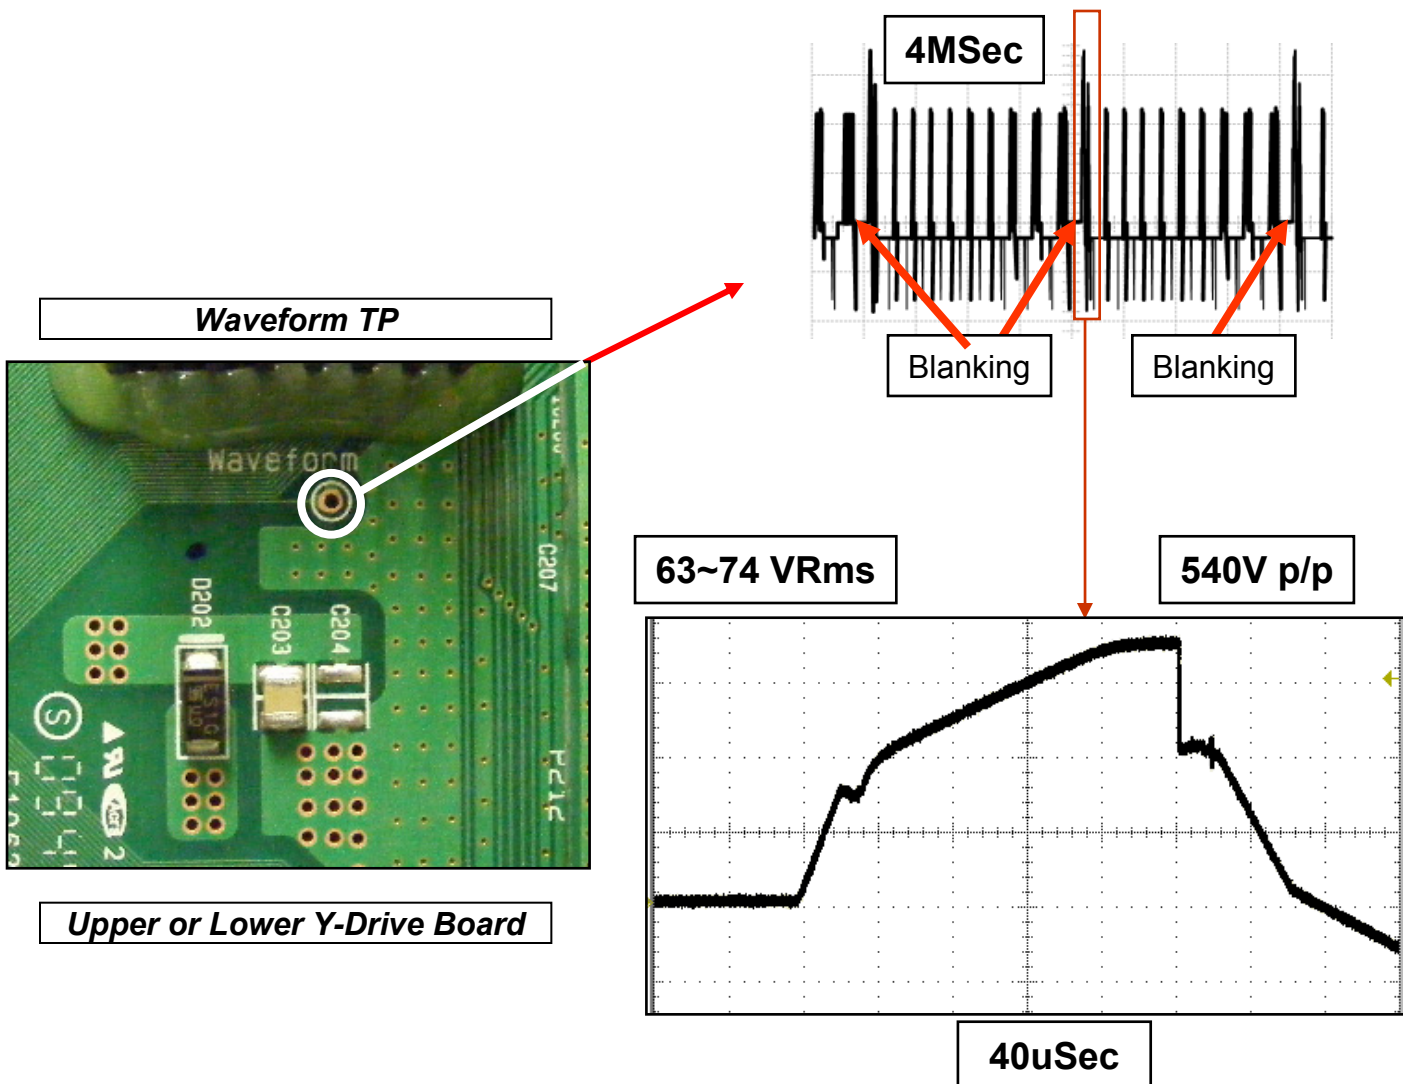 4MSec
Blanking
Blanking
Waveform TP
Waveform
C207
D202
C203
C204
63~74 VRms
540V p/p
Upper or Lower Y-Drive Board
40uSec